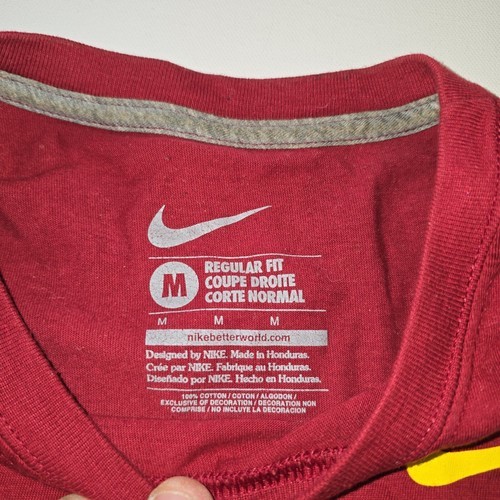 M
REGULAR FIT
COUPE DROITE
CORTE NORMAL
M M M
nikebetterworld.com
Designed by NIKE. Made in Honduras.
Crée par NIKE. Fabrique au Honduras.
Diseñado por NIKE. Hecho en Honduras.
100% COTTON / COTON / ALGODON /
EXCLUSIVE OF DECORATION / DECORATION NON
COMPRISE / NO INCLUYE LA DECORACION